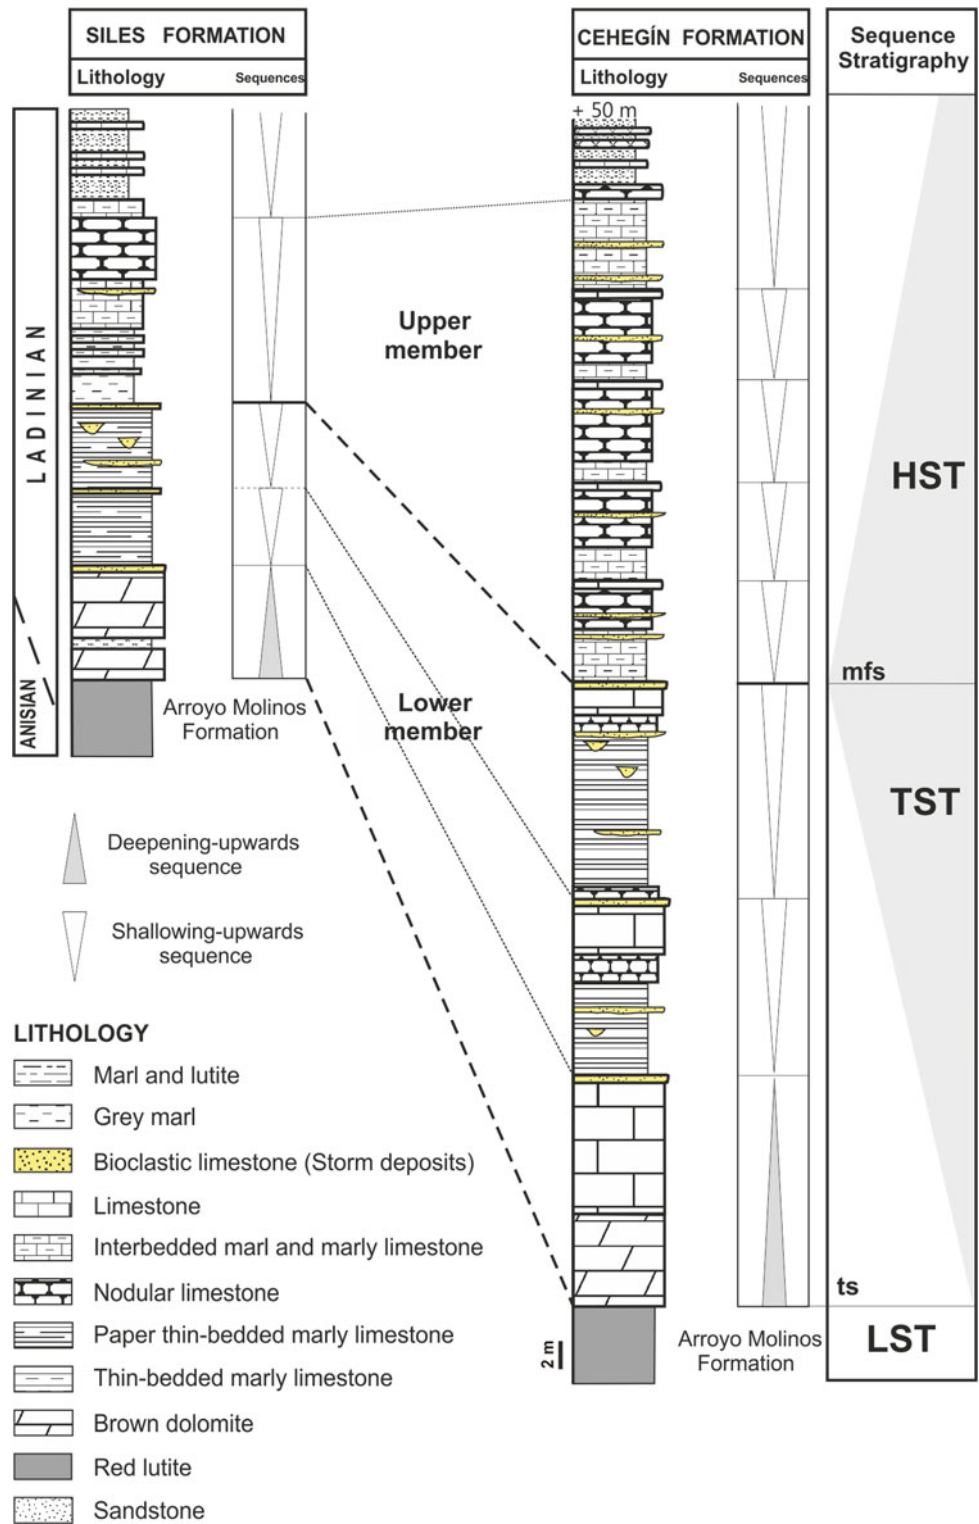 SILES FORMATION
Lithology
Sequences
CEHEGÍN FORMATION
Lithology
Sequences
Sequence
Stratigraphy
+ 50 m
LADINIAN
ANISIAN
Upper
member
Lower
member
Arroyo Molinos
Formation
HST
mfs
TST
ts
LST
2 m
Arroyo Molinos
Formation
Deepening-upwards
sequence
Shallowing-upwards
sequence
LITHOLOGY
Marl and lutite
Grey marl
Bioclastic limestone (Storm deposits)
Limestone
Interbedded marl and marly limestone
Nodular limestone
Paper thin-bedded marly limestone
Thin-bedded marly limestone
Brown dolomite
Red lutite
Sandstone